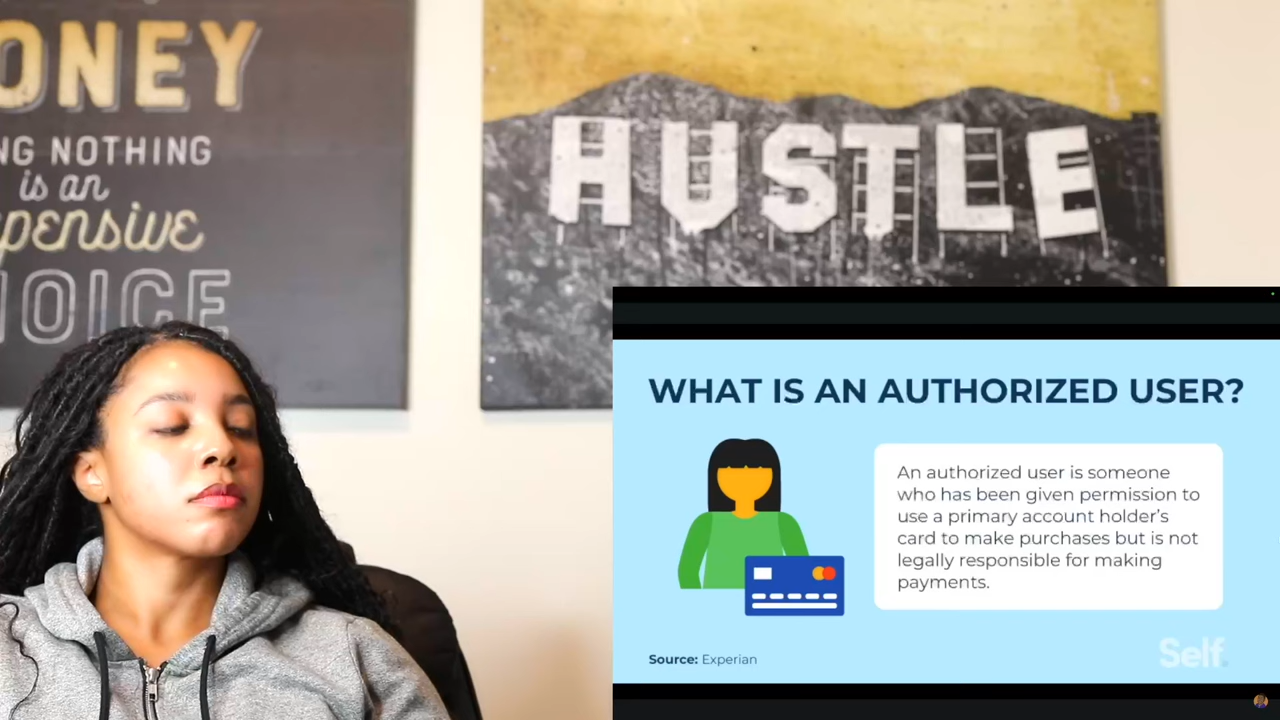 ONEY
NG NOTHING
is an
pensive
HOICE
HUSTLE
WHAT IS AN AUTHORIZED USER?
An authorized user is someone
who has been given permission to
use a primary account holder's
card to make purchases but is not
legally responsible for making
payments.
Source: Experian
Self.